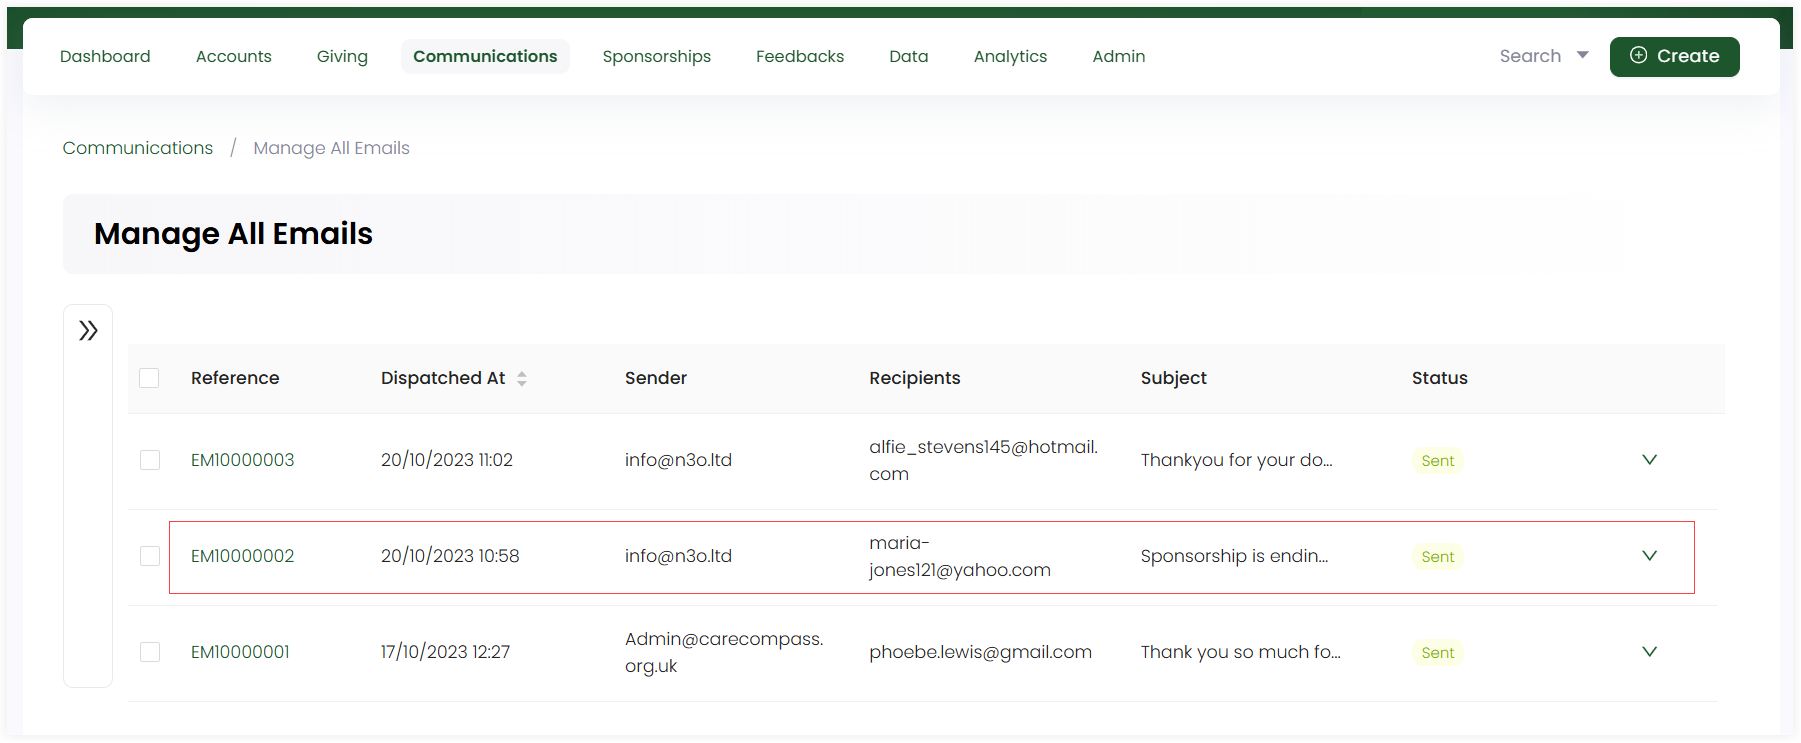 Dashboard Accounts Giving Communications Sponsorships Feedbacks Data Analytics Admin Search Create
Communications / Manage All Emails
Manage All Emails
Reference Dispatched At Sender Recipients Subject Status
EM10000003 20/10/2023 11:02 info@n3o.ltd alfie_stevens145@hotmail. Thankyou for your do... Sent
com
EM10000002 20/10/2023 10:58 info@n3o.ltd maria- Sponsorship is endin... Sent
jones121@yahoo.com
EM10000001 17/10/2023 12:27 Admin@carecompass. phoebe.lewis@gmail.com Thank you so much fo... Sent
org.uk